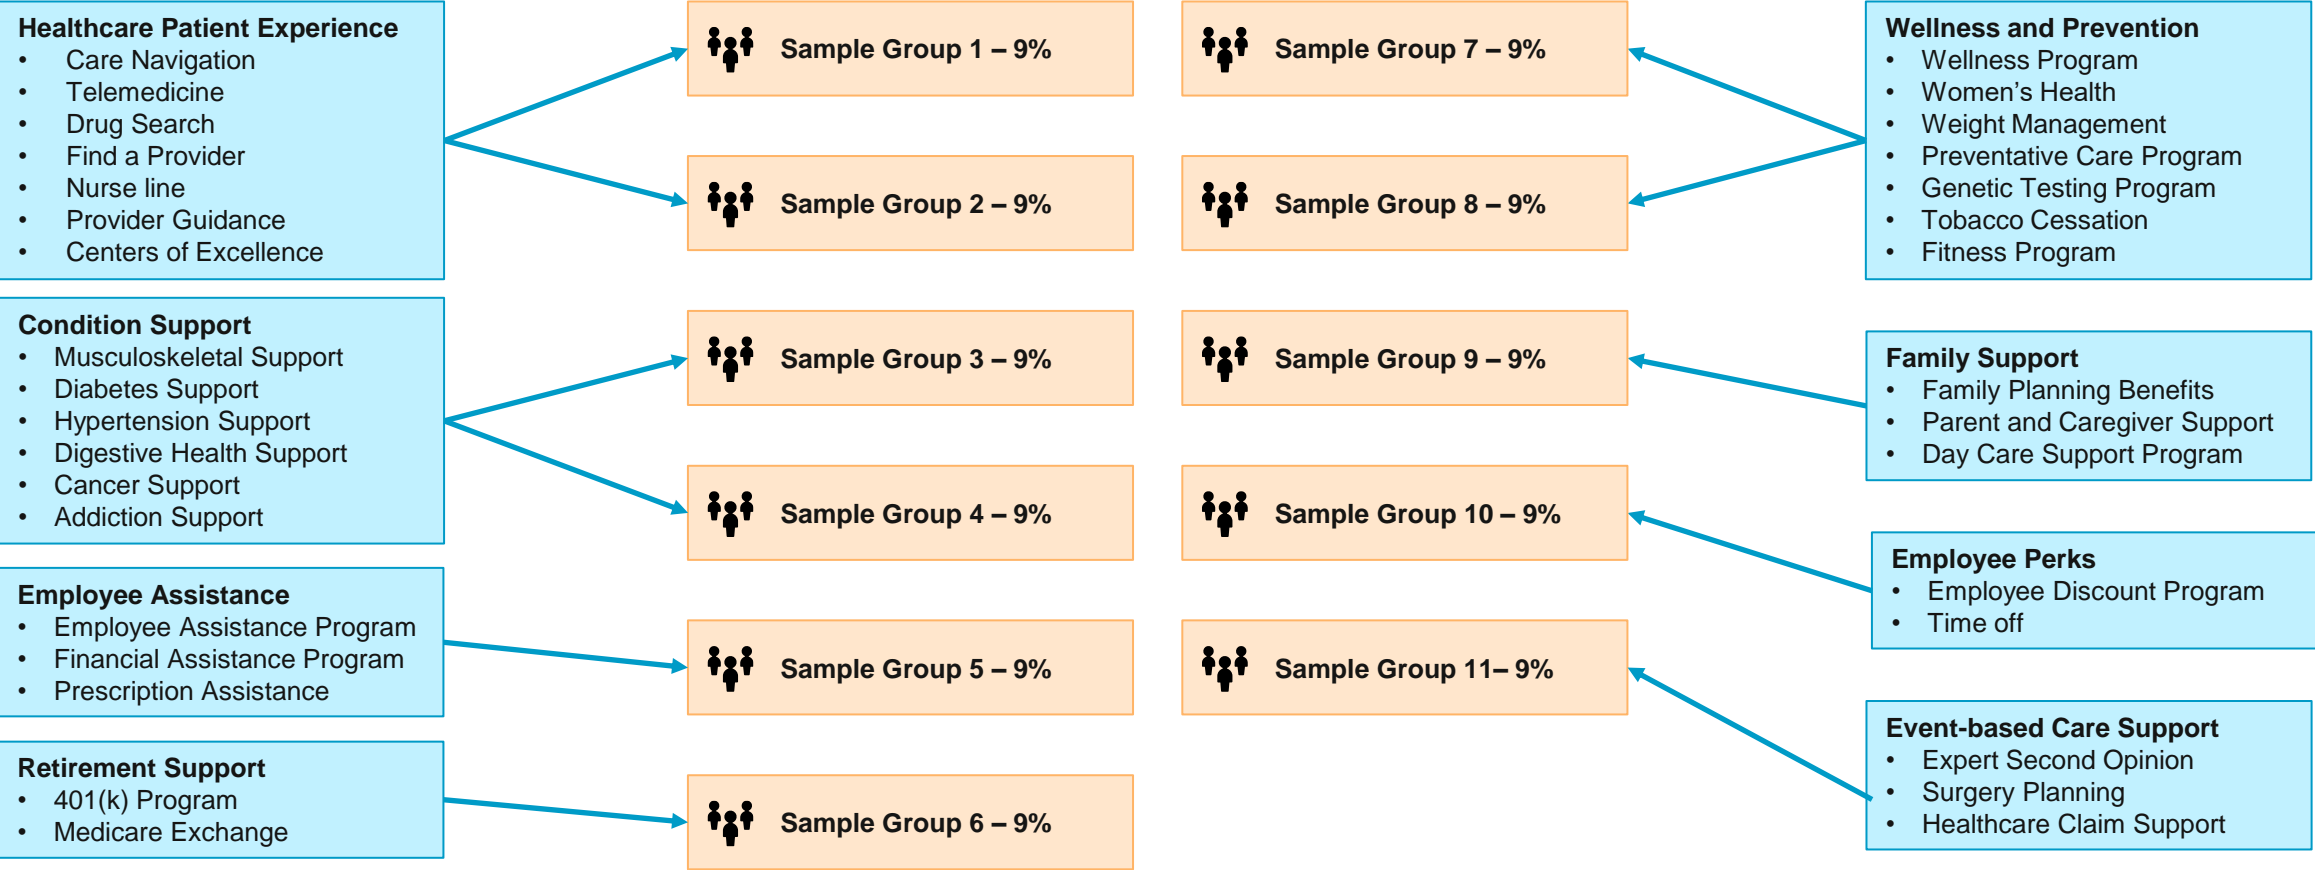 Healthcare Patient Experience
• Care Navigation
• Telemedicine
• Drug Search
• Find a Provider
• Nurse line
• Provider Guidance
• Centers of Excellence
Condition Support
• Musculoskeletal Support
• Diabetes Support
• Hypertension Support
• Digestive Health Support
• Cancer Support
• Addiction Support
Employee Assistance
• Employee Assistance Program
• Financial Assistance Program
• Prescription Assistance
Retirement Support
• 401(k) Program
• Medicare Exchange
Sample Group 1 – 9%
Sample Group 2 – 9%
Sample Group 3 – 9%
Sample Group 4 – 9%
Sample Group 5 – 9%
Sample Group 6 – 9%
Sample Group 7 – 9%
Sample Group 8 – 9%
Sample Group 9 – 9%
Sample Group 10 – 9%
Sample Group 11– 9%
Wellness and Prevention
• Wellness Program
• Women’s Health
• Weight Management
• Preventative Care Program
• Genetic Testing Program
• Tobacco Cessation
• Fitness Program
Family Support
• Family Planning Benefits
• Parent and Caregiver Support
• Day Care Support Program
Employee Perks
• Employee Discount Program
• Time off
Event-based Care Support
• Expert Second Opinion
• Surgery Planning
• Healthcare Claim Support